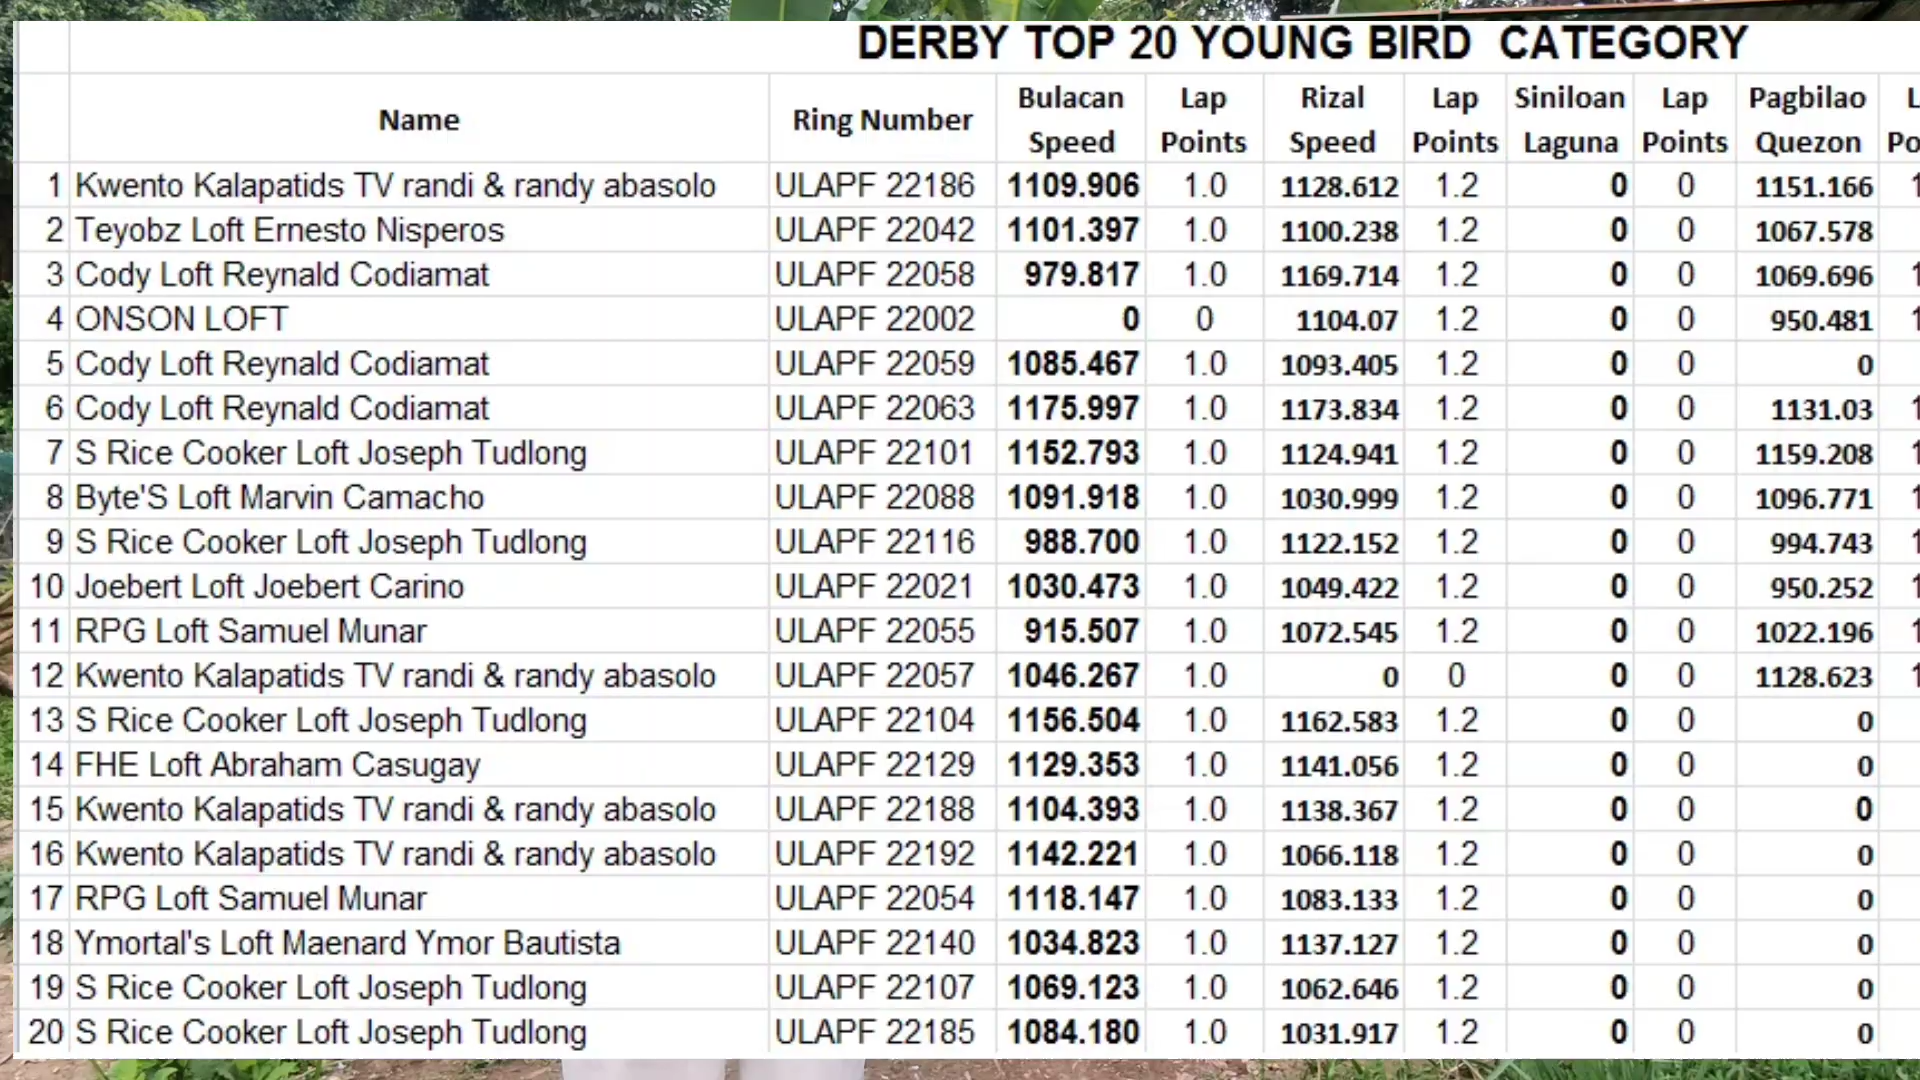 DERBY TOP 20 YOUNG BIRD CATEGORY
Name Ring Number Bulacan Speed Lap Points Rizal Speed Lap Points Siniloan Laguna Lap Points Pagbilao Quezon
1 Kwento Kalapatids TV randi & randy abasolo ULAPF 22186 1109.906 1.0 1128.612 1.2 0 0 1151.166
2 Teyobz Loft Ernesto Nisperos ULAPF 22042 1101.397 1.0 1100.238 1.2 0 0 1067.578
3 Cody Loft Reynald Codiamat ULAPF 22058 979.817 1.0 1169.714 1.2 0 0 1069.696
4 ONSON LOFT ULAPF 22002 0 0 1104.07 1.2 0 0 950.481
5 Cody Loft Reynald Codiamat ULAPF 22059 1085.467 1.0 1093.405 1.2 0 0 0
6 Cody Loft Reynald Codiamat ULAPF 22063 1175.997 1.0 1173.834 1.2 0 0 1131.03
7 S Rice Cooker Loft Joseph Tudlong ULAPF 22101 1152.793 1.0 1124.941 1.2 0 0 1159.208
8 Byte'S Loft Marvin Camacho ULAPF 22088 1091.918 1.0 1030.999 1.2 0 0 1096.771
9 S Rice Cooker Loft Joseph Tudlong ULAPF 22116 988.700 1.0 1122.152 1.2 0 0 994.743
10 Joebert Loft Joebert Carino ULAPF 22021 1030.473 1.0 1049.422 1.2 0 0 950.252
11 RPG Loft Samuel Munar ULAPF 22055 915.507 1.0 1072.545 1.2 0 0 1022.196
12 Kwento Kalapatids TV randi & randy abasolo ULAPF 22057 1046.267 1.0 0 0 0 0 1128.623
13 S Rice Cooker Loft Joseph Tudlong ULAPF 22104 1156.504 1.0 1162.583 1.2 0 0 0
14 FHE Loft Abraham Casugay ULAPF 22129 1129.353 1.0 1141.056 1.2 0 0 0
15 Kwento Kalapatids TV randi & randy abasolo ULAPF 22188 1104.393 1.0 1138.367 1.2 0 0 0
16 Kwento Kalapatids TV randi & randy abasolo ULAPF 22192 1142.221 1.0 1066.118 1.2 0 0 0
17 RPG Loft Samuel Munar ULAPF 22054 1118.147 1.0 1083.133 1.2 0 0 0
18 Ymortal's Loft Maenard Ymor Bautista ULAPF 22140 1034.823 1.0 1137.127 1.2 0 0 0
19 S Rice Cooker Loft Joseph Tudlong ULAPF 22107 1069.123 1.0 1062.646 1.2 0 0 0
20 S Rice Cooker Loft Joseph Tudlong ULAPF 22185 1084.180 1.0 1031.917 1.2 0 0 0